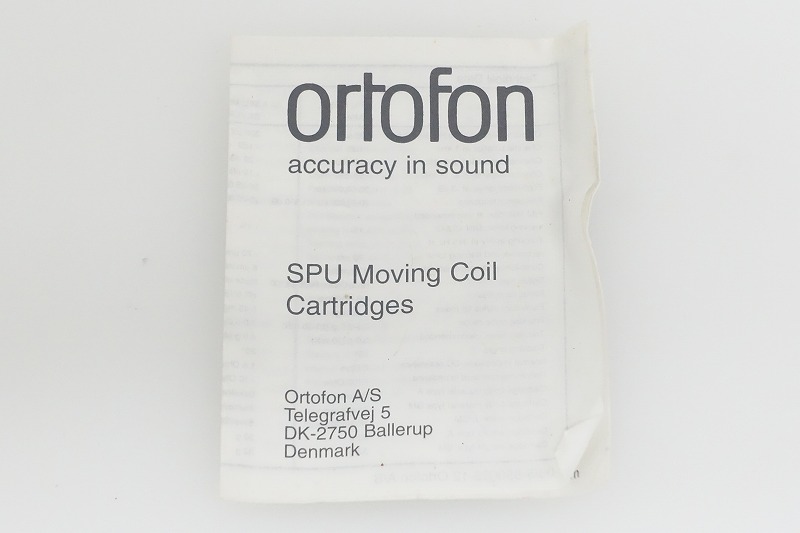 ortofon
accuracy in sound
SPU Moving Coil
Cartridges
Ortofon A/S
Telegrafvej 5
DK-2750 Ballerup
Denmark